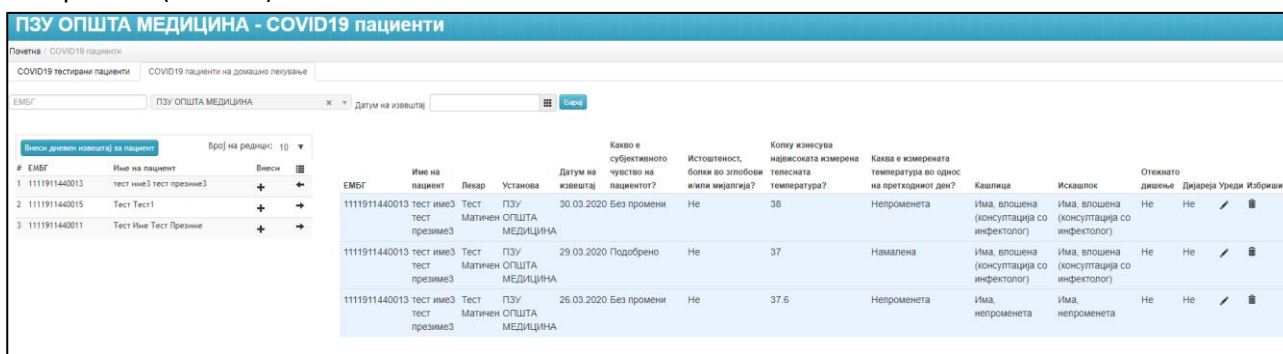 ПЗУ ОПШТА МЕДИЦИНА - COVID19 пациенти
Почетна / COVID19 пациенти
COVID19 тестирани пациенти COVID19 пациенти на домашно лекување
ЕМБГ ПЗУ ОПШТА МЕДИЦИНА x Датум на извештај Барај
Внеси дневен извештај за пациент Број на редици: 10
# ЕМБГ Име на пациент Внеси
1 1111911440013 тест име3 тест презиме3
2 1111911440015 Тест Тест1
3 1111911440011 Тест Име Тест Презиме
ЕМБГ Име на пациент Лекар Установа Датум на извештај Какво е субјективното чувство на пациентот? Истоштеност, болки во зглобови и/или мијалгија? Колку изнесува највисоката измерена телесната температура? Каква е измерената температура во однос на претходниот ден? Кашлица Искашлок Отежнато дишење Дијареја Уреди Избриши
1111911440013 тест име3 тест презиме3 Тест Матичен ПЗУ ОПШТА МЕДИЦИНА 30.03.2020 Без промени Не 38 Непроменета Има, влошена (консултација со инфектолог) Има, влошена (консултација со инфектолог) Не Не
1111911440013 тест име3 тест презиме3 Тест Матичен ПЗУ ОПШТА МЕДИЦИНА 29.03.2020 Подобрено Не 37 Намалена Има, влошена (консултација со инфектолог) Има, влошена (консултација со инфектолог) Не Не
1111911440013 тест име3 тест презиме3 Тест Матичен ПЗУ ОПШТА МЕДИЦИНА 26.03.2020 Без промени Не 37.6 Непроменета Има, непроменета Има, непроменета Не Не